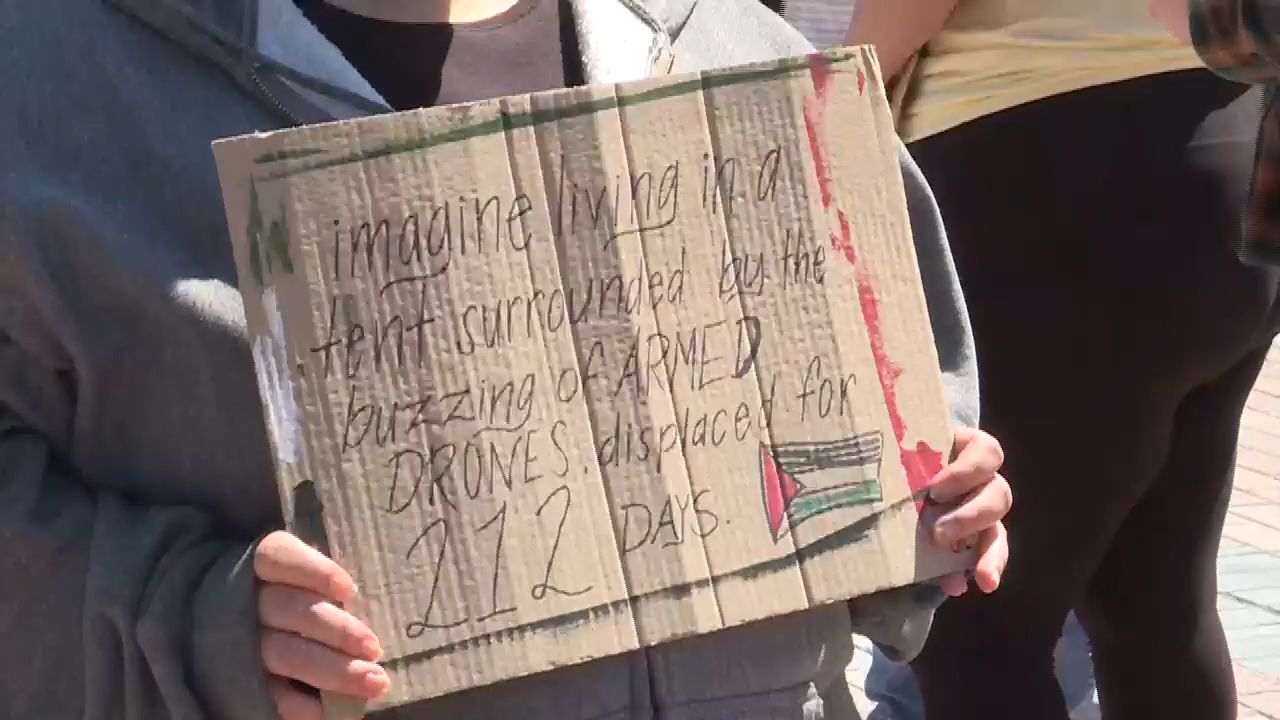 imagine living in a
tent surrounded by the
buzzing of ARMED
DRONES. displaced for
212 DAYS.